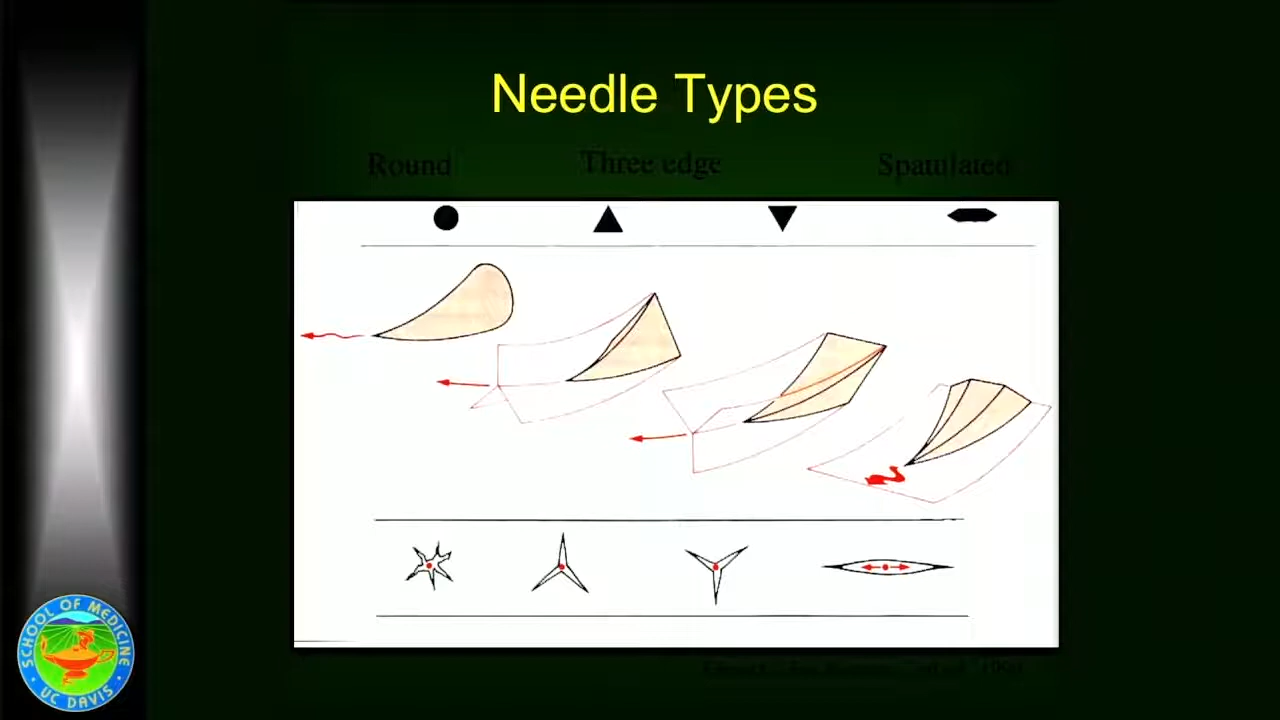 Needle Types
Round
Three edge
Spatulated
SCHOOL OF MEDICINE
UC DAVIS